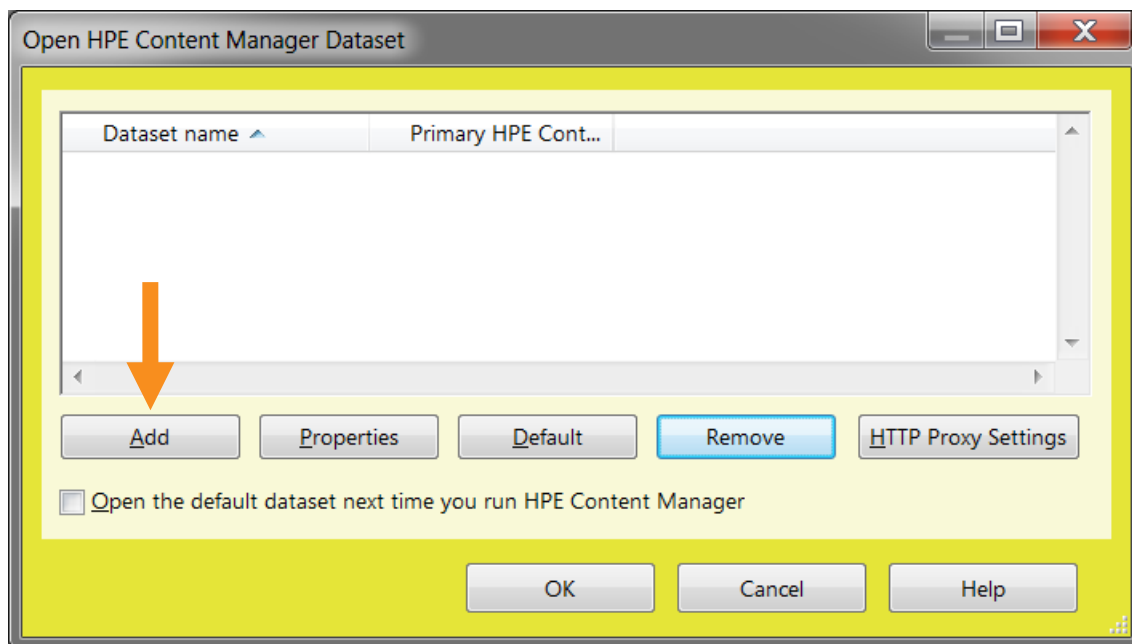 Open HPE Content Manager Dataset
Dataset name Primary HPE Cont...
Add Properties Default Remove HTTP Proxy Settings
Open the default dataset next time you run HPE Content Manager
OK Cancel Help